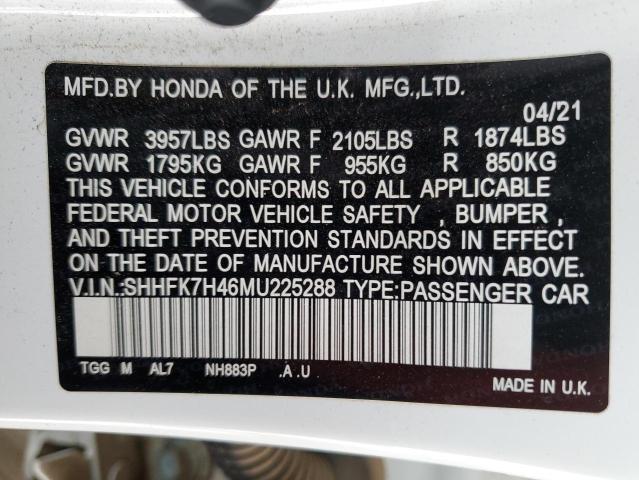 MFD.BY HONDA OF THE U.K. MFG.,LTD.
04/21
GVWR 3957LBS GAWR F 2105LBS R 1874LBS
GVWR 1795KG GAWR F 955KG R 850KG
THIS VEHICLE CONFORMS TO ALL APPLICABLE
FEDERAL MOTOR VEHICLE SAFETY , BUMPER ,
AND THEFT PREVENTION STANDARDS IN EFFECT
ON THE DATE OF MANUFACTURE SHOWN ABOVE.
V.I.N.:SHHFK7H46MU225288 TYPE:PASSENGER CAR
TGG M AL7 NH883P .A .U
MADE IN U.K.